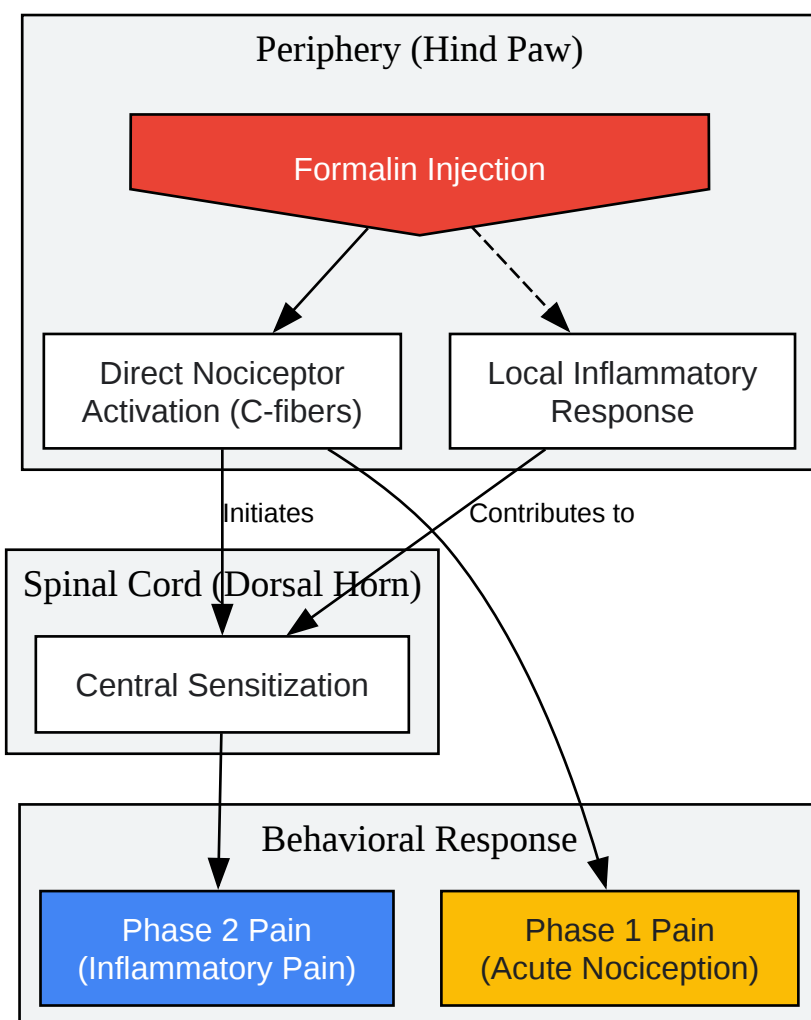 Periphery (Hind Paw)
Formalin Injection
Direct Nociceptor
Activation (C-fibers)
Local Inflammatory
Response
Initiates
Contributes to
Spinal Cord (Dorsal Horn)
Central Sensitization
Behavioral Response
Phase 2 Pain
(Inflammatory Pain)
Phase 1 Pain
(Acute Nociception)